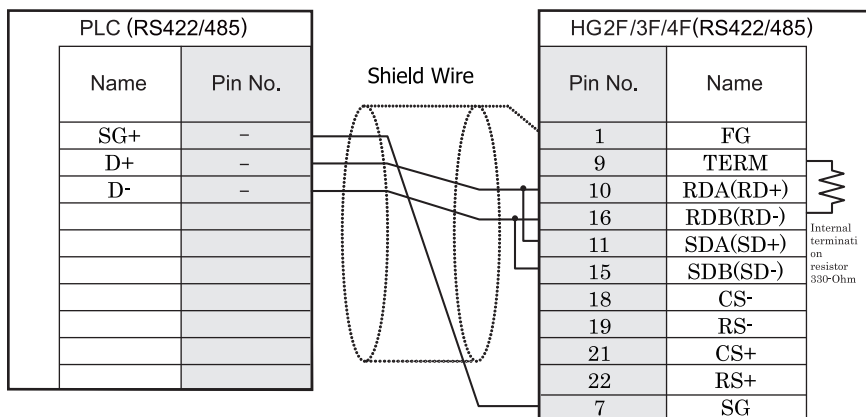 PLC (RS422/485)
Name Pin No.
SG+ –
D+ –
D- –
Shield Wire
HG2F/3F/4F(RS422/485)
Pin No. Name
1 FG
9 TERM
10 RDA(RD+)
16 RDB(RD-)
11 SDA(SD+)
15 SDB(SD-)
18 CS-
19 RS-
21 CS+
22 RS+
7 SG
Internal
terminati
on
resistor
330-Ohm